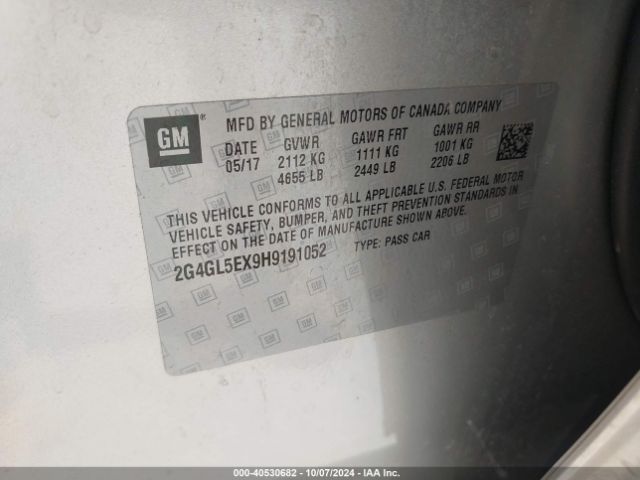 GM
MFD BY GENERAL MOTORS OF CANADA COMPANY
DATE GVWR GAWR FRT GAWR RR
05/17 2112 KG 1111 KG 1001 KG
4655 LB 2449 LB 2206 LB
THIS VEHICLE CONFORMS TO ALL APPLICABLE U.S. FEDERAL MOTOR
VEHICLE SAFETY, BUMPER, AND THEFT PREVENTION STANDARDS IN
EFFECT ON THE DATE OF MANUFACTURE SHOWN ABOVE.
2G4GL5EX9H9191052 TYPE: PASS CAR
000-40530682 - 10/07/2024 - IAA Inc.